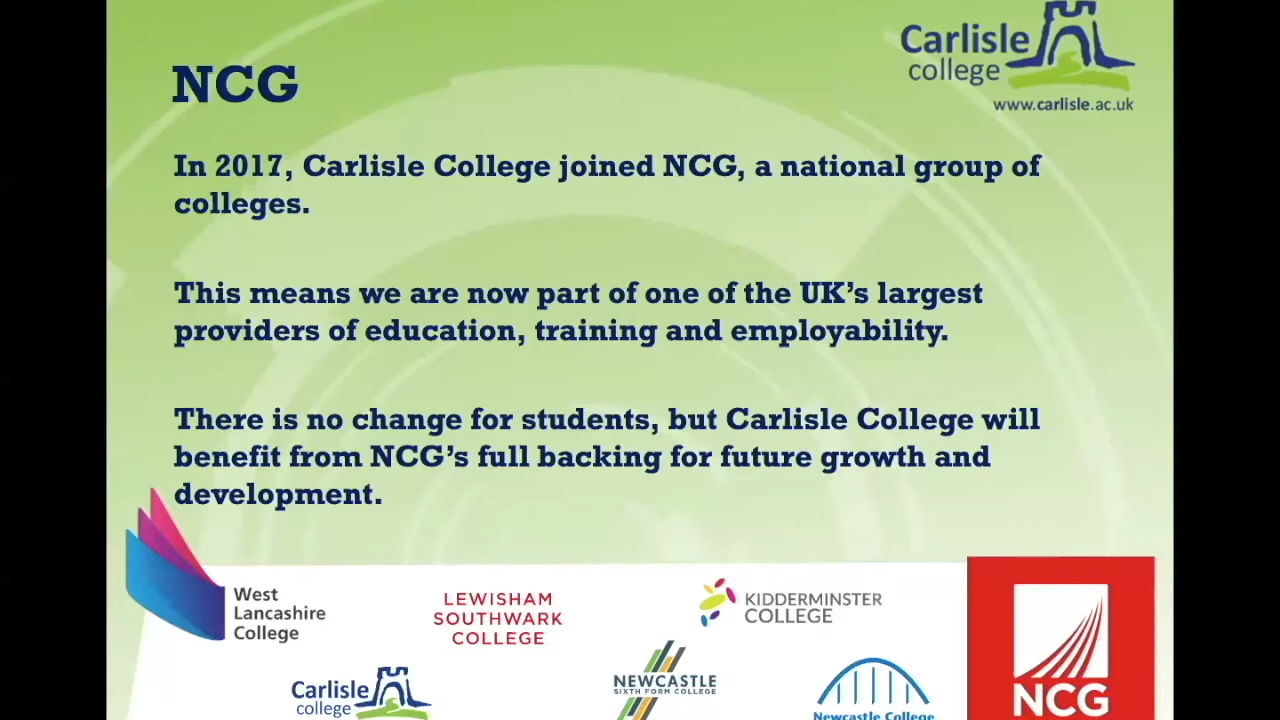 Carlisle
college
www.carlisle.ac.uk
NCG
In 2017, Carlisle College joined NCG, a national group of
colleges.
This means we are now part of one of the UK’s largest
providers of education, training and employability.
There is no change for students, but Carlisle College will
benefit from NCG’s full backing for future growth and
development.
West
Lancashire
College
LEWISHAM
SOUTHWARK
COLLEGE
KIDDERMINSTER
COLLEGE
Carlisle
college
NEWCASTLE
SIXTH FORM COLLEGE
Newcastle College
NCG